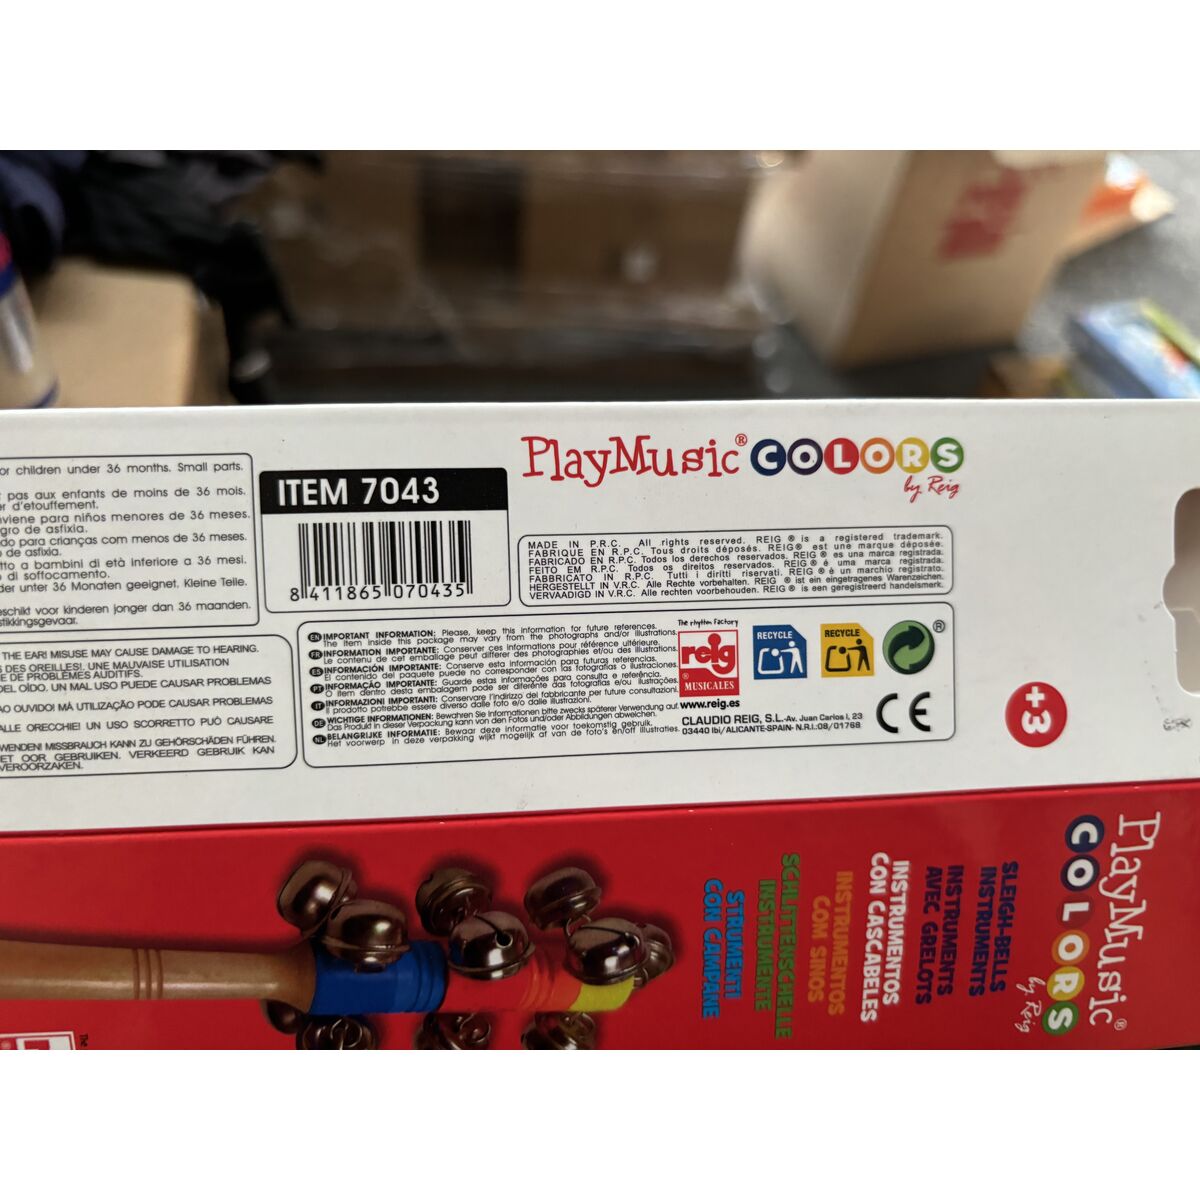 or children under 36 months. Small parts.
pas aux enfants de moins de 36 mois.
er d'etouffement.
nviene para niños menores de 36 meses.
gro de asfixia.
do para crianças com menos de 36 meses.
de asfixia.
tto a bambini di età inferiore a 36 mesi.
di soffocamento.
der unter 36 Monaten geeignet. Kleine Teile.
eschikt voor kinderen jonger dan 36 maanden.
stikkingsgevaar.
THE EAR! MISUSE MAY CAUSE DAMAGE TO HEARING.
DES OREILLES!. UNE MAUVAISE UTILISATION
E DE PROBLÈMES AUDITIFS.
DEL OÍDO. UN MAL USO PUEDE CAUSAR PROBLEMAS
AO OUVIDO! MÁ UTILIZAÇÃO PODE CAUSAR PROBLEMAS
ALLE ORECCHIE! UN USO SCORRETTO PUÒ CAUSARE
WENDEN! MISSBRAUCH KANN ZU GEHÖRSCHÄDEN FÜHREN.
ET OOR GEBRUIKEN. VERKEERD GEBRUIK KAN
VEROORZAKEN.
ITEM 7043
8 411865 070435
PlayMusic® COLORS
by Reig
MADE IN P.R.C. All rights reserved. REIG ® is a registered trademark.
FABRIQUE EN R.P.C. Tous droits déposés. REIG® est une marque déposée.
FABRICADO EN R.P.C. Todos los derechos reservados. REIG ® es una marca registrada.
FEITO EM R.P.C. Todos os direitos reservados. REIG ® é uma marca registrada.
FABBRICATO IN R.P.C. Tutti i diritti riservati. REIG ® è un marchio registrato.
HERGESTELLT IN V.R.C. Alle Rechte vorbehalten. REIG ® ist ein eingetragenes Warenzeichen.
VERVAARDIGD IN V.R.C. Alle rechten voorbehouden. REIG ® is een geregistreerd handelsmerk.
EN IMPORTANT INFORMATION: Please, keep this information for future references.
The item inside this package may vary from the photographs and/or illustrations.
FR INFORMATION IMPORTANTE: Conserver ces informations pour référence ultérieure.
Le contenu de cet emballage peut différer des photographies et/ou des illustrations.
ES INFORMACIÓN IMPORTANTE: Conserve esta información para futuras referencias.
El contenido del paquete puede no corresponder con las fotografías o ilustraciones.
PT INFORMAÇÃO IMPORTANTE: Guarde estas informações para consulta e referência.
O item dentro desta embalagem pode ser diferente das fotografias e/ou ilustrações.
IT INFORMAZIONI IMPORTANTI: Conservare l'indirizzo del fabbricante per future consultazioni.
Il prodotto potrebbe essere diverso dalle foto e/o dalle illustrazioni.
DE WICHTIGE INFORMATIONEN: Bewahren Sie Informationen bitte zwecks späterer Verwendung auf.
Das Produkt in dieser Verpackung kann von den Fotos und/oder Abbildungen abweichen.
NL BELANGRIJKE INFORMATIE: Bewaar deze informatie voor toekomstig gebruik.
Het voorwerp in deze verpakking wijkt mogelijk af van de foto's en/off illustraties.
The rhythm factory
reig
®
MUSICALES
www.reig.es
RECYCLE
RECYCLE
®
CLAUDIO REIG, S.L.-Av. Juan Carlos I, 23
03440 Ibi/ALICANTE-SPAIN- N.R.I.:08/01768
CE
+3
PlayMusic®
COLORS
by Reig
SLEIGH-BELLS
INSTRUMENTS
INSTRUMENTS
AVEC GRELOTS
INSTRUMENTOS
CON CASCABELES
INSTRUMENTOS
COM SINOS
SCHLITTENSCHELLE
INSTRUMENTE
STRUMENTI
CON CAMPANE
The